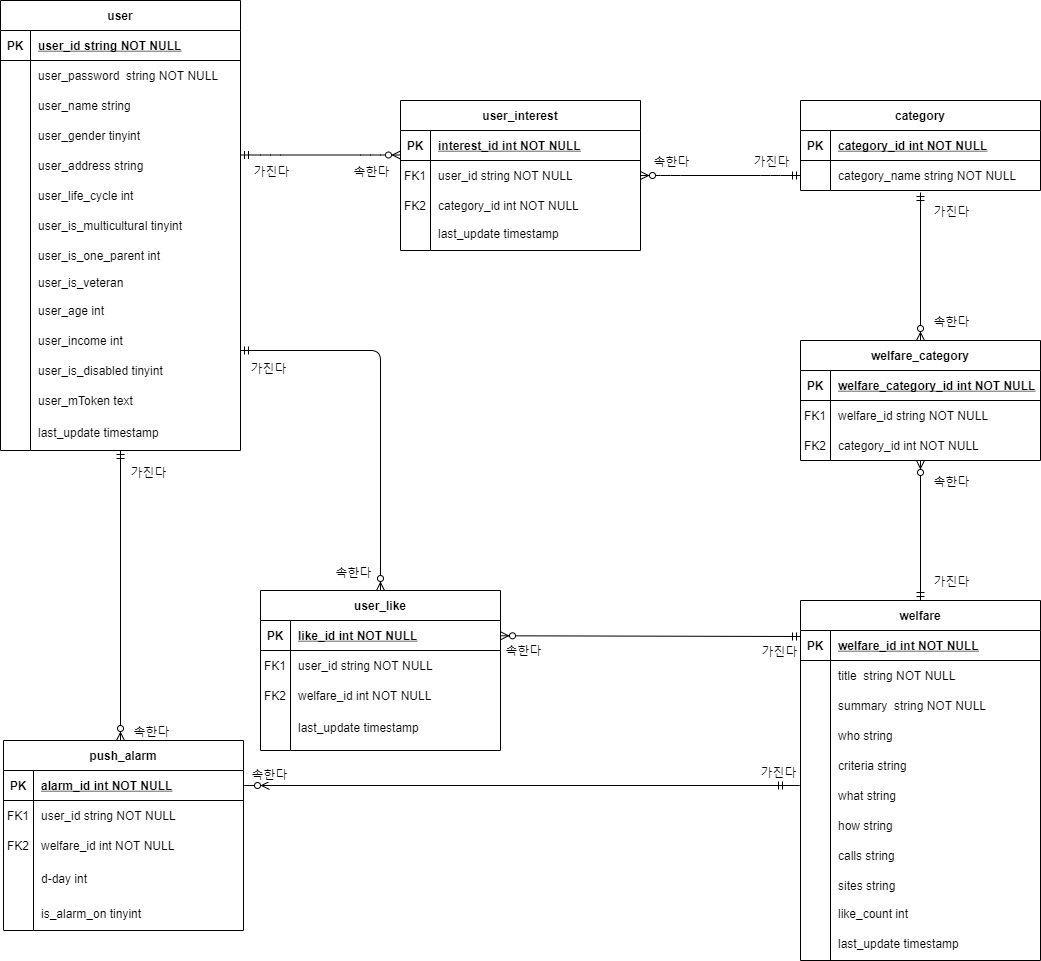 user
PK user_id string NOT NULL
user_password string NOT NULL
user_name string
user_gender tinyint
user_address string
user_life_cycle int
user_is_multicultural tinyint
user_is_one_parent int
user_is_veteran
user_age int
user_income int
user_is_disabled tinyint
user_mToken text
last_update timestamp
가진다
속한다
user_interest
PK interest_id int NOT NULL
FK1 user_id string NOT NULL
FK2 category_id int NOT NULL
last_update timestamp
속한다
가진다
category
PK category_id int NOT NULL
category_name string NOT NULL
가진다
속한다
welfare_category
PK welfare_category_id int NOT NULL
FK1 welfare_id string NOT NULL
FK2 category_id int NOT NULL
속한다
가진다
가진다
속한다
user_like
PK like_id int NOT NULL
FK1 user_id string NOT NULL
FK2 welfare_id int NOT NULL
last_update timestamp
속한다
가진다
welfare
PK welfare_id int NOT NULL
title string NOT NULL
summary string NOT NULL
who string
criteria string
what string
how string
calls string
sites string
like_count int
last_update timestamp
가진다
속한다
push_alarm
PK alarm_id int NOT NULL
FK1 user_id string NOT NULL
FK2 welfare_id int NOT NULL
d-day int
is_alarm_on tinyint
속한다
가진다